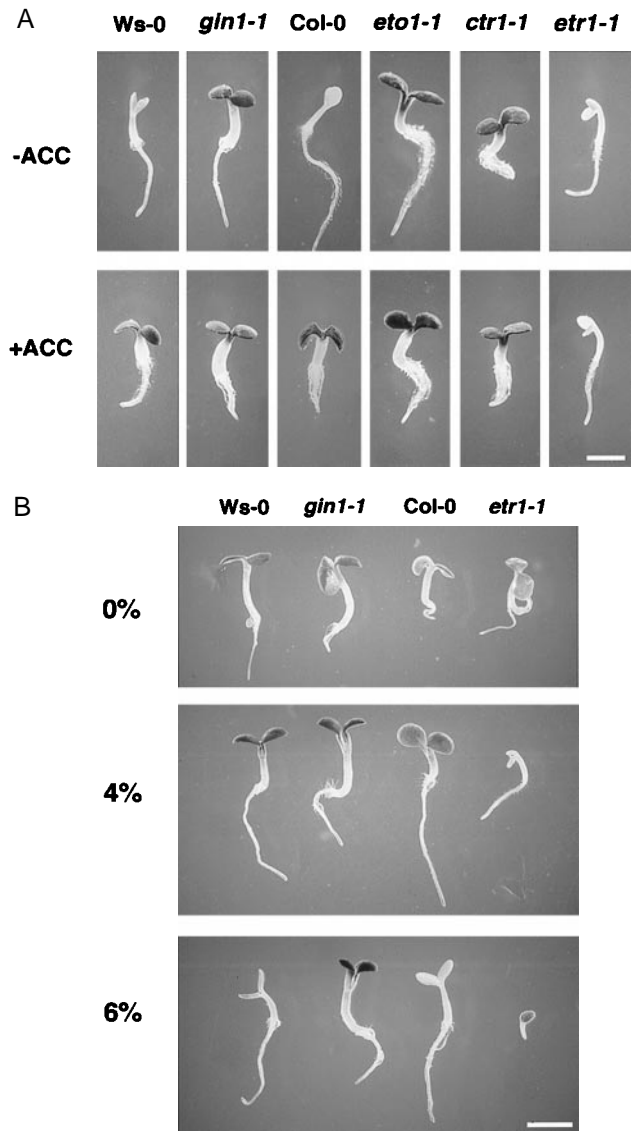 A
Ws-0 gin1-1 Col-0 eto1-1 ctr1-1 etr1-1
-ACC
+ACC
B
Ws-0 gin1-1 Col-0 etr1-1
0%
4%
6%